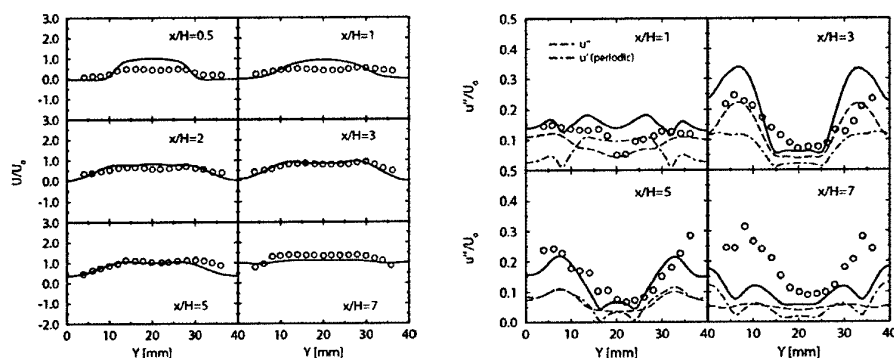 3.0
2.0
1.0
0.0
-1.0
3.0
2.0
1.0
0.0
-1.0
3.0
2.0
1.0
0.0
-1.0
-2.0
U/U₀
x/H=0.5
x/H=1
x/H=2
x/H=3
x/H=5
x/H=7
0 10 20 30 40 10 20 30 40
Y [mm] Y [mm]
0.5
0.4
0.3
0.2
0.1
0.5
0.4
0.3
0.2
0.1
0.0
u''/U₀
u''/U₀
x/H=1
u''
u' (periodic)
x/H=3
x/H=5
x/H=7
0 10 20 30 40 10 20 30 40
Y [mm] Y [mm]